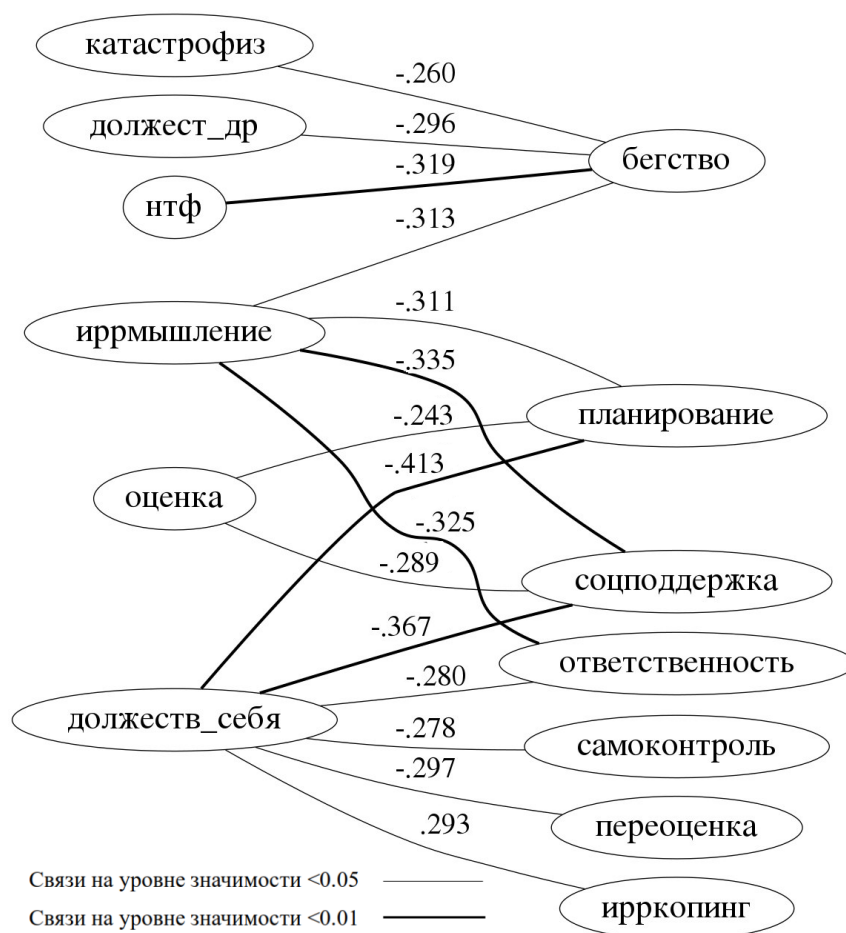 катастрофиз
-.260
должест_др
-.296
бегство
-.319
нтф
-.313
-.311
иррмышление
-.335
-.243
планирование
-.413
оценка
-.325
-.289
соцподдержка
-.367
ответственность
-.280
должеств_себя
-.278
самоконтроль
-.297
.293
переоценка
Связи на уровне значимости <0.05
ирркопинг
Связи на уровне значимости <0.01